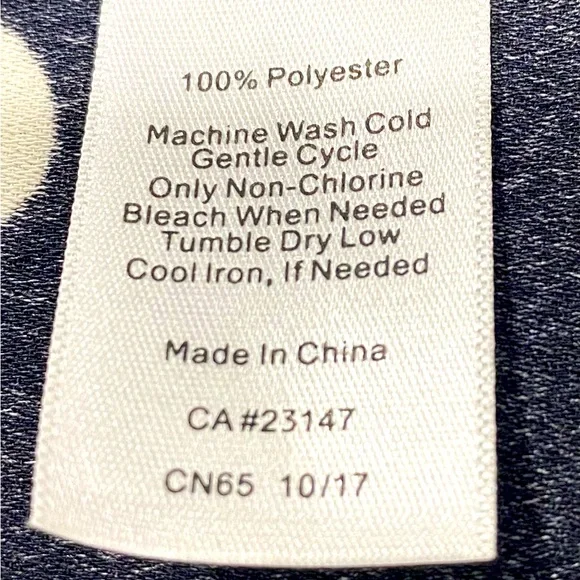 100% Polyester
Machine Wash Cold
Gentle Cycle
Only Non-Chlorine
Bleach When Needed
Tumble Dry Low
Cool Iron, If Needed
Made In China
CA #23147
CN65 10/17